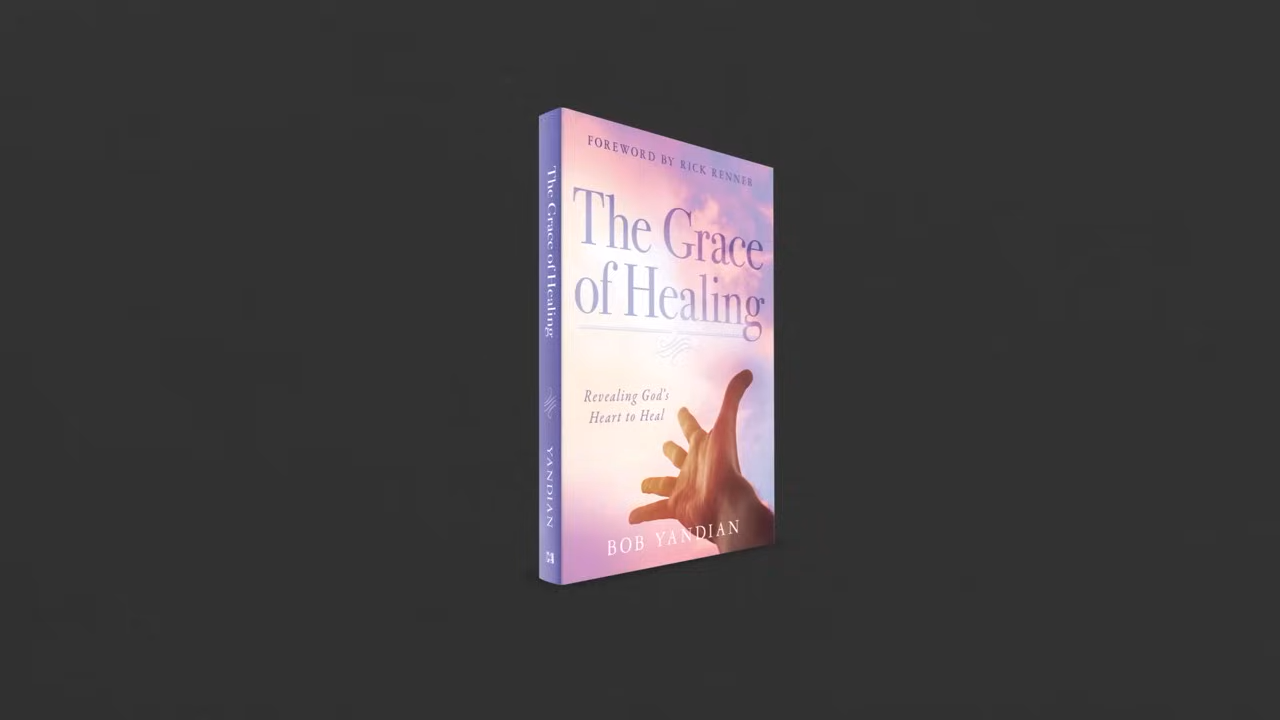 The Grace of Healing
YANDIAN
FOREWORD BY RICK RENNER
The Grace
of Healing
Revealing God's
Heart to Heal
BOB YANDIAN